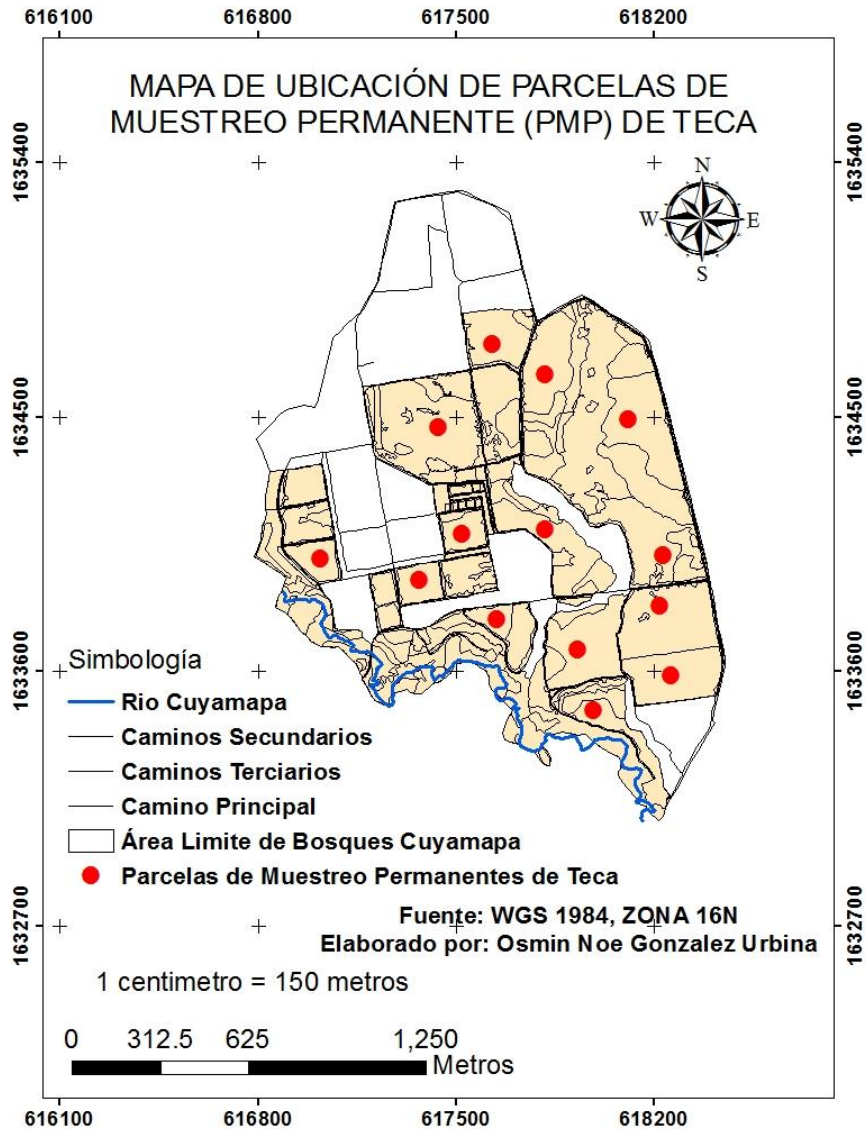 616100 616800 617500 618200
MAPA DE UBICACIÓN DE PARCELAS DE
MUESTREO PERMANENTE (PMP) DE TECA
1635400 1635400
N
W E
S
1634500 1634500
1633600 1633600
Simbología
Rio Cuyamapa
Caminos Secundarios
Caminos Terciarios
Camino Principal
Área Limite de Bosques Cuyamapa
Parcelas de Muestreo Permanentes de Teca
1632700 1632700
Fuente: WGS 1984, ZONA 16N
Elaborado por: Osmin Noe Gonzalez Urbina
1 centimetro = 150 metros
0 312.5 625 1,250
Metros
616100 616800 617500 618200